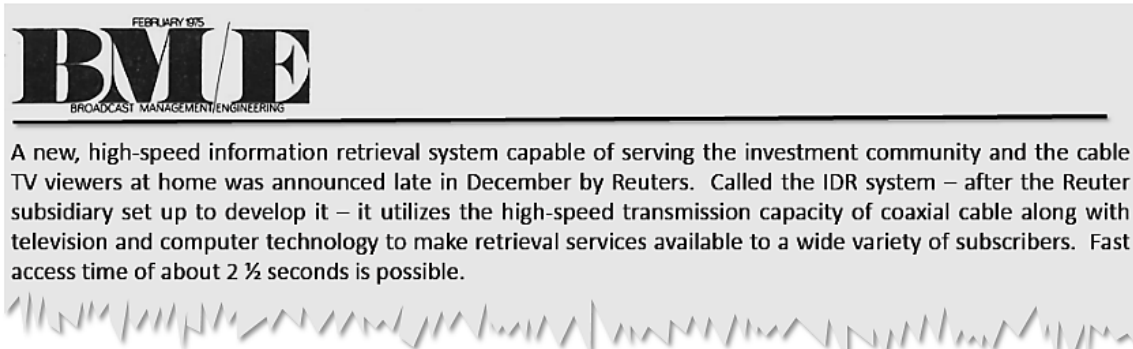 FEBRUARY 1975
BM/E
BROADCAST MANAGEMENT/ENGINEERING
A new, high-speed information retrieval system capable of serving the investment community and the cable
TV viewers at home was announced late in December by Reuters. Called the IDR system – after the Reuter
subsidiary set up to develop it – it utilizes the high-speed transmission capacity of coaxial cable along with
television and computer technology to make retrieval services available to a wide variety of subscribers. Fast
access time of about 2 ½ seconds is possible.